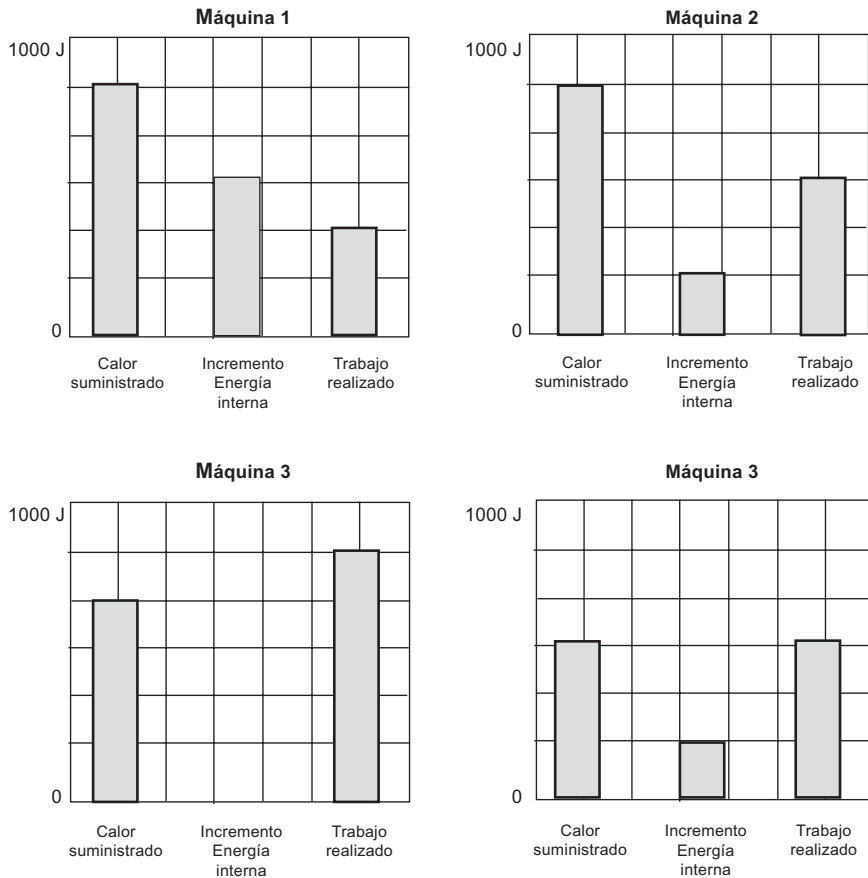 Máquina 1
1000 J
0
Calor
suministrado
Incremento
Energía
interna
Trabajo
realizado
Máquina 2
1000 J
0
Calor
suministrado
Incremento
Energía
interna
Trabajo
realizado
Máquina 3
1000 J
0
Calor
suministrado
Incremento
Energía
interna
Trabajo
realizado
Máquina 3
1000 J
0
Calor
suministrado
Incremento
Energía
interna
Trabajo
realizado